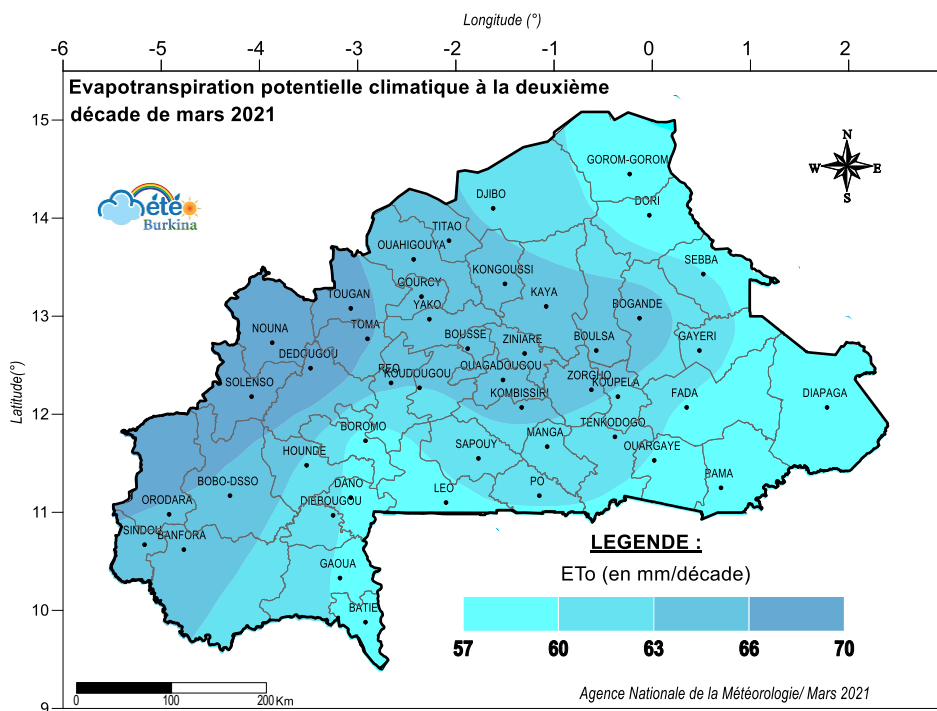 Longitude (°)
-6 -5 -4 -3 -2 -1 0 1 2
Evapotranspiration potentielle climatique à la deuxième
décade de mars 2021
15
14
13
12
11
10
9
Latitude(°)
N
W E
S
étéo
Burkina
GOROM-GOROM
DJIBO
DORI
TITAO
OUAHIGOUYA
SEBBA
KONGOUSSI
GOURCY
TOUGAN
KAYA
YAKO
BOGANDE
NOUNA
TOMA
BOUSSE
ZINIARE
BOULSA
GAYERI
DEDOUGOU
REO
KOUDOUGOU
OUAGADOUGOU
SOLENSO
ZORGHO
KOUPELA
KOMBISSIRI
FADA
DIAPAGA
BOROMO
TENKODOGO
MANGA
SAPOUY
OUARGAYE
HOUNDE
BOBO-DSSO
DANO
LEO
PO
PAMA
ORODARA
DIEBOUGOU
SINDOU
BANFORA
GAOUA
BATIE
LEGENDE :
ETo (en mm/décade)
57 60 63 66 70
0 100 200 Km
Agence Nationale de la Météorologie/ Mars 2021